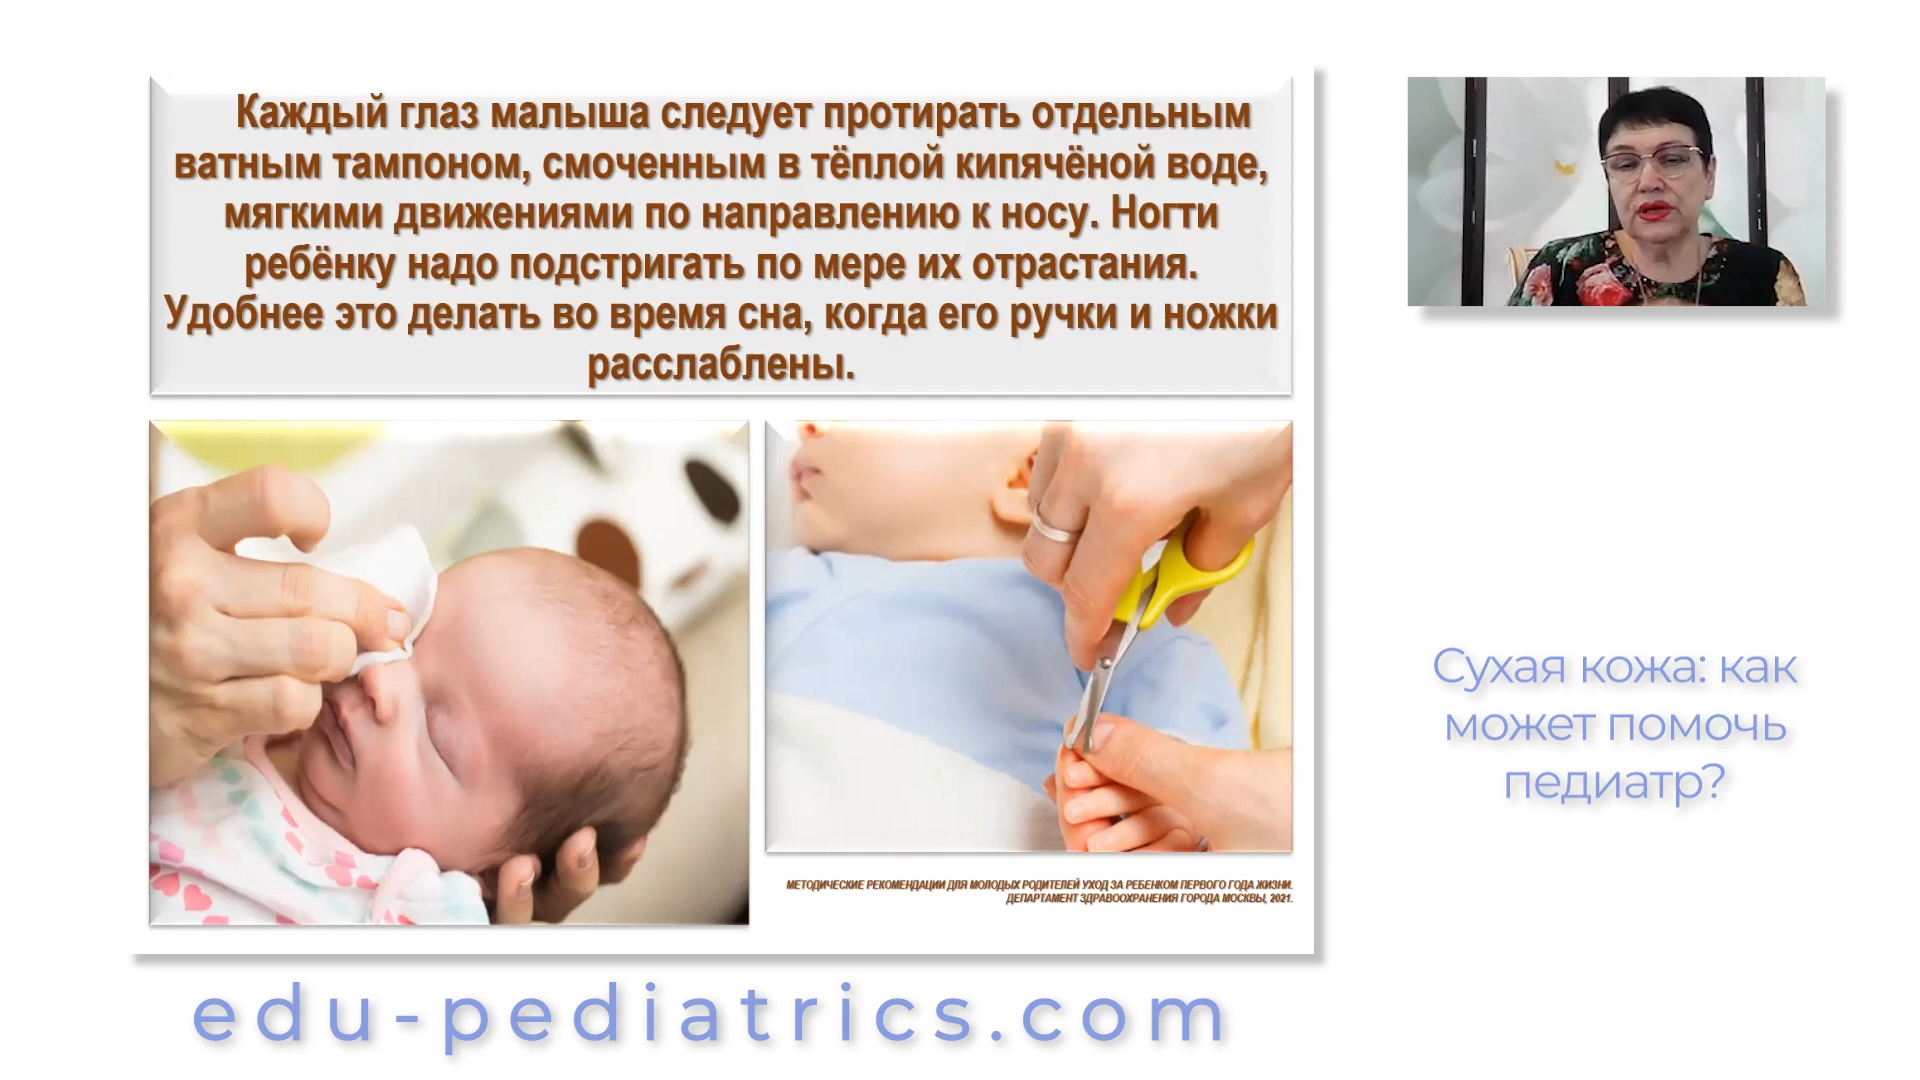 Каждый глаз малыша следует протирать отдельным
ватным тампоном, смоченным в тёплой кипячёной воде,
мягкими движениями по направлению к носу. Ногти
ребёнку надо подстригать по мере их отрастания.
Удобнее это делать во время сна, когда его ручки и ножки
расслаблены.
МЕТОДИЧЕСКИЕ РЕКОМЕНДАЦИИ ДЛЯ МОЛОДЫХ РОДИТЕЛЕЙ УХОД ЗА РЕБЕНКОМ ПЕРВОГО ГОДА ЖИЗНИ.
ДЕПАРТАМЕНТ ЗДРАВООХРАНЕНИЯ ГОРОДА МОСКВЫ, 2021.
Сухая кожа: как
может помочь
педиатр?
edu-pediatrics.com